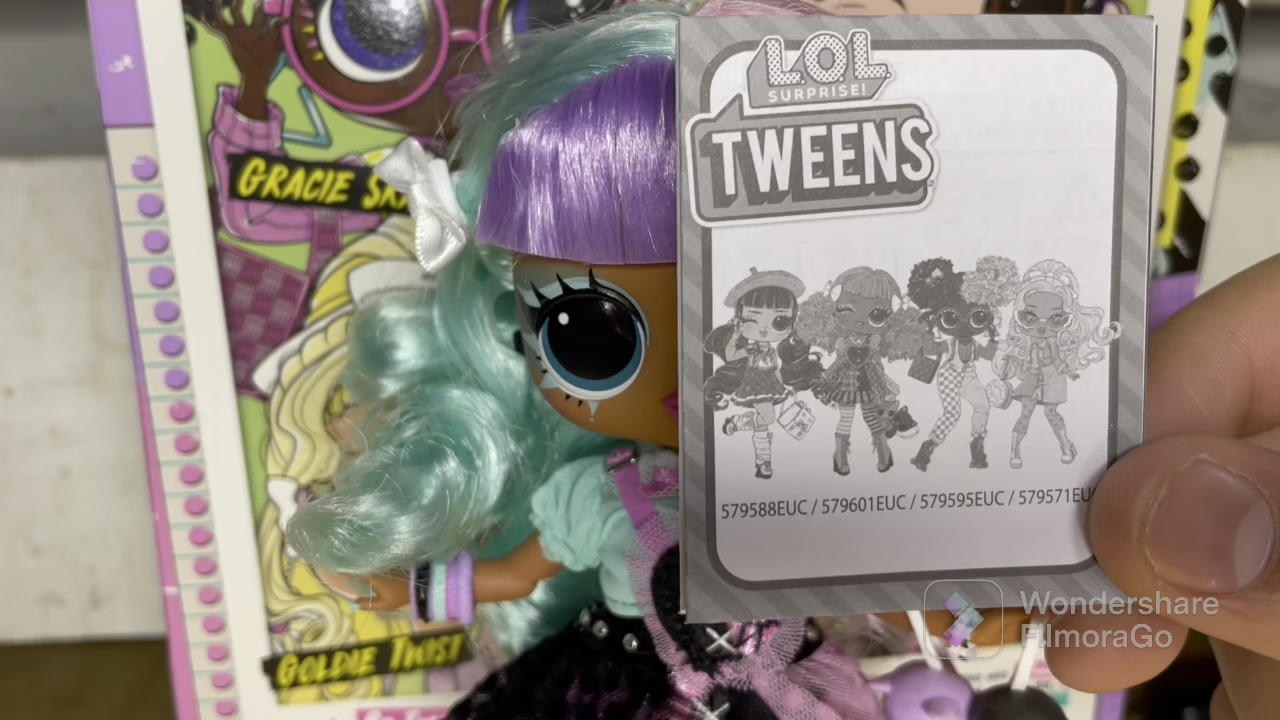 L.O.L.
SURPRISE!
TWEENS
GRACIE
579588EUC / 579601EUC / 579595EUC / 579571EU
GOLDIE TWIST
Wondershare
FilmoraGo